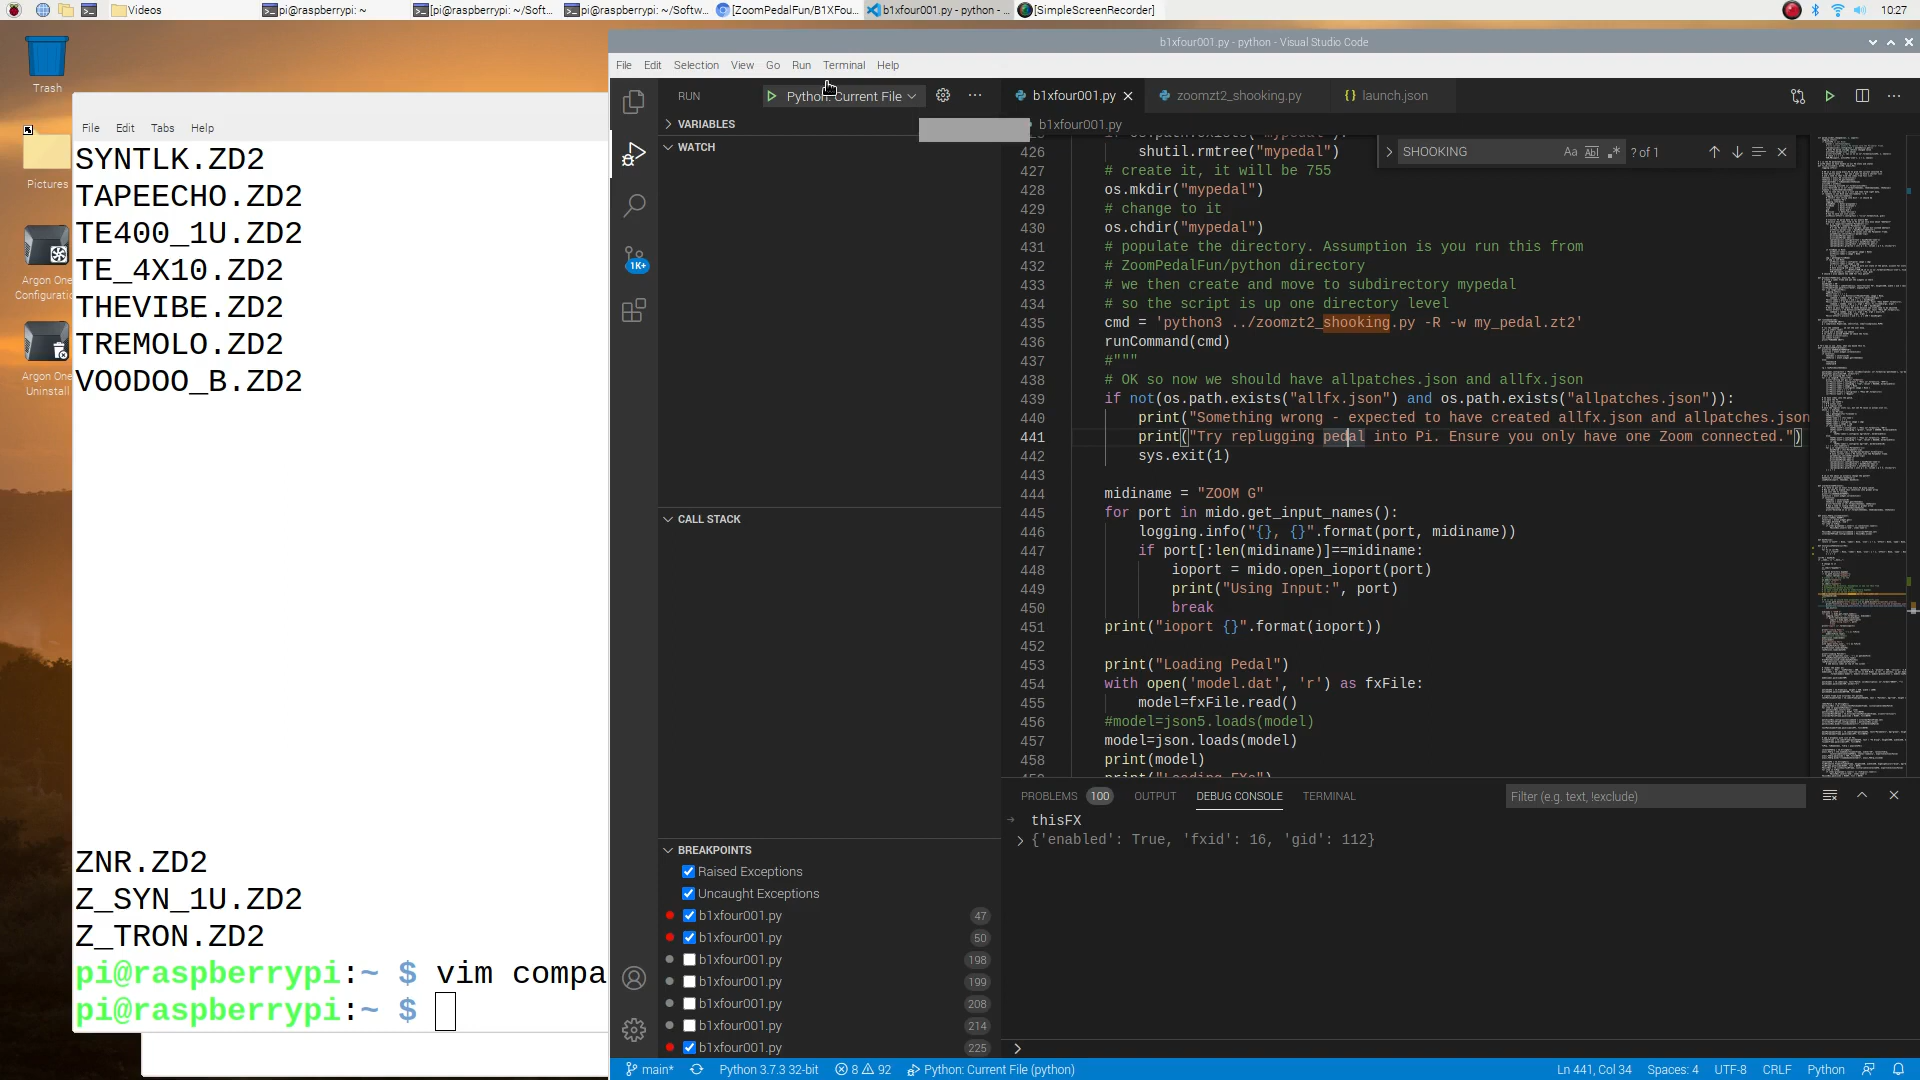 Videos
pi@raspberrypi: ~
[pi@raspberrypi: ~/Soft...
pi@raspberrypi: ~/Softw...
[ZoomPedalFun/B1XFou...
b1xfour001.py - python - ...
[SimpleScreenRecorder]
10:27
Trash
Pictures
Argon One
Configuratio
Argon One
Uninstall
File Edit Tabs Help
SYNTLK.ZD2
TAPEECHO.ZD2
TE400_1U.ZD2
TE_4X10.ZD2
THEVIBE.ZD2
TREMOLO.ZD2
VOODOO_B.ZD2
ZNR.ZD2
Z_SYN_1U.ZD2
Z_TRON.ZD2
pi@raspberrypi:~ $ vim compa
pi@raspberrypi:~ $
b1xfour001.py - python - Visual Studio Code
File Edit Selection View Go Run Terminal Help
RUN
Python: Current File
VARIABLES
WATCH
CALL STACK
BREAKPOINTS
Raised Exceptions
Uncaught Exceptions
b1xfour001.py 47
b1xfour001.py 50
b1xfour001.py 198
b1xfour001.py 199
b1xfour001.py 208
b1xfour001.py 214
b1xfour001.py 225
1K+
b1xfour001.py
zoomzt2_shooking.py
launch.json
b1xfour001.py
SHOOKING
Aa Abl .*
? of 1
426 shutil.rmtree("mypedal")
427 # create it, it will be 755
428 os.mkdir("mypedal")
429 # change to it
430 os.chdir("mypedal")
431 # populate the directory. Assumption is you run this from
432 # ZoomPedalFun/python directory
433 # we then create and move to subdirectory mypedal
434 # so the script is up one directory level
435 cmd = 'python3 ../zoomzt2_shooking.py -R -w my_pedal.zt2'
436 runCommand(cmd)
437 #"""
438 # OK so now we should have allpatches.json and allfx.json
439 if not(os.path.exists("allfx.json") and os.path.exists("allpatches.json")):
440 print("Something wrong - expected to have created allfx.json and allpatches.json
441 print("Try replugging pedal into Pi. Ensure you only have one Zoom connected.")
442 sys.exit(1)
443
444 midiname = "ZOOM G"
445 for port in mido.get_input_names():
446 logging.info("{}, {}".format(port, midiname))
447 if port[:len(midiname)]==midiname:
448 ioport = mido.open_ioport(port)
449 print("Using Input:", port)
450 break
451 print("ioport {}".format(ioport))
452
453 print("Loading Pedal")
454 with open('model.dat', 'r') as fxFile:
455 model=fxFile.read()
456 #model=json5.loads(model)
457 model=json.loads(model)
458 print(model)
PROBLEMS 100 OUTPUT DEBUG CONSOLE TERMINAL
Filter (e.g. text, !exclude)
thisFX
{'enabled': True, 'fxid': 16, 'gid': 112}
main*
Python 3.7.3 32-bit
8 92
Python: Current File (python)
Ln 441, Col 34
Spaces: 4
UTF-8
CRLF
Python